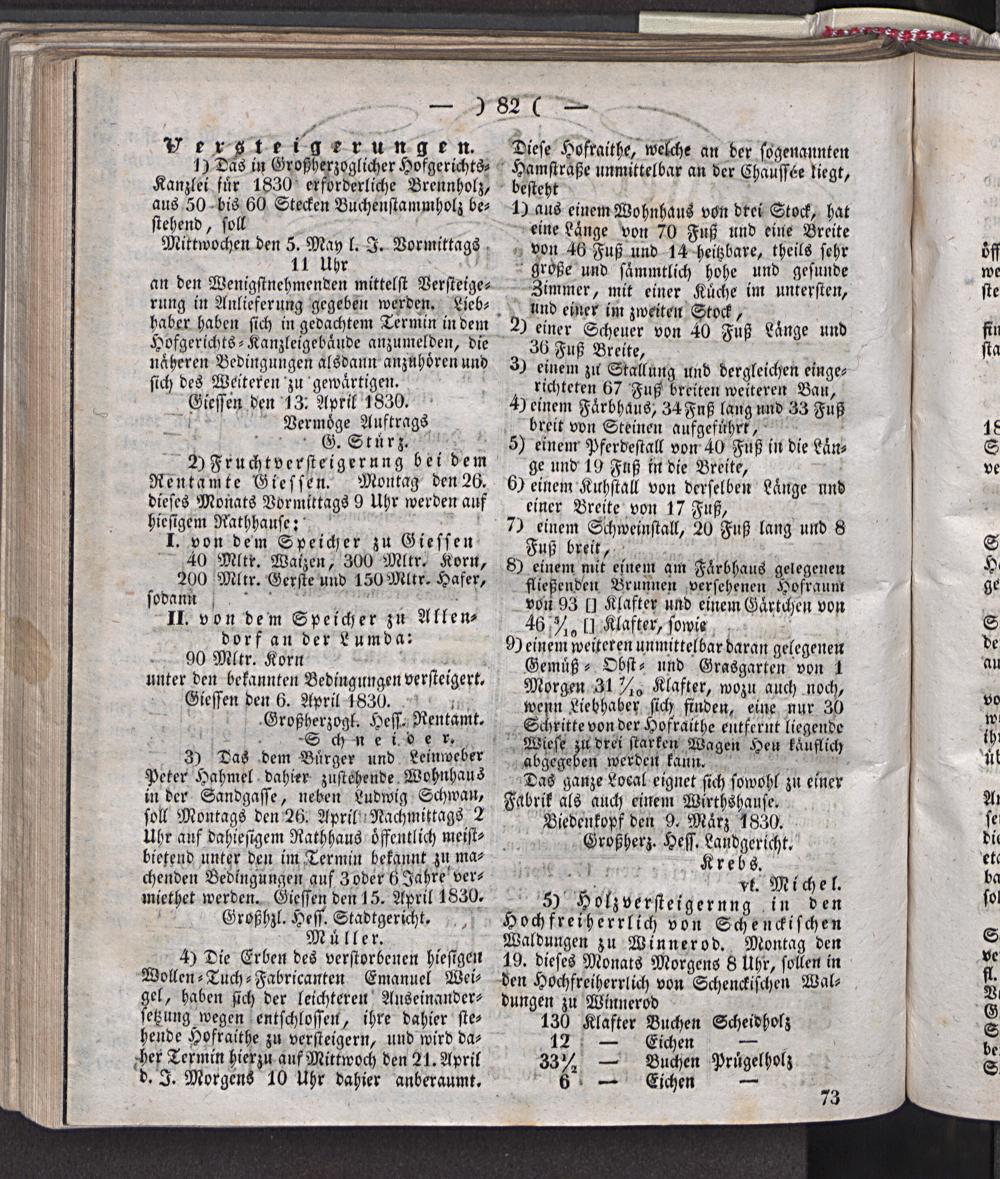 — ) 82 ( —
Versteigerungen.
1) Das in Großherzoglicher Hofgerichts-
Kanzlei für 1830 erforderliche Brennholz,
aus 50 bis 60 Stecken Buchenstammholz be-
stehend, soll
Mittwochen den 5. May l. J. Vormittags
11 Uhr
an den Wenigstnehmenden mittelst Versteige-
rung in Anlieferung gegeben werden. Lieb-
haber haben sich in gedachtem Termin in dem
Hofgerichts-Kanzleigebäude anzumelden, die
näheren Bedingungen alsdann anzuhören und
sich des Weiteren zu gewärtigen.
Giessen den 13. April 1830.
Vermöge Auftrags
G. Stürz.
2) Fruchtversteigerung bei dem
Rentamte Giessen. Montag den 26.
dieses Monats Vormittags 9 Uhr werden auf
hiesigem Rathhause:
I. von dem Speicher zu Giessen
40 Mltr. Waizen, 300 Mltr. Korn,
200 Mltr. Gerste und 150 Mltr. Hafer,
sodann
II. von dem Speicher zu Allen-
dorf an der Lumda:
90 Mltr. Korn
unter den bekannten Bedingungen versteigert.
Giessen den 6. April 1830.
Großherzogl. Hess. Rentamt.
Schneider.
3) Das dem Bürger und Leinweber
Peter Hahmel dahier zustehende Wohnhaus
in der Sandgasse, neben Ludwig Schwan,
soll Montags den 26. April Nachmittags 2
Uhr auf dahiesigem Rathhaus öffentlich meist-
bietend unter den im Termin bekannt zu ma-
chenden Bedingungen auf 3 oder 6 Jahre ver-
miethet werden. Giessen den 15. April 1830.
Großhzl. Hess. Stadtgericht.
Müller.
4) Die Erben des verstorbenen hiesigen
Wollen-Tuch-Fabricanten Emanuel Wei-
gel, haben sich der leichteren Auseinander-
setzung wegen entschlossen, ihre dahier ste-
hende Hofraithe zu versteigern, und wird da-
her Termin hierzu auf Mittwoch den 21. April
d. J. Morgens 10 Uhr dahier anberaumt.
Diese Hofraithe, welche an der sogenannten
Hamstraße unmittelbar an der Chaussée liegt,
besteht
1) aus einem Wohnhaus von drei Stock, hat
eine Länge von 70 Fuß und eine Breite
von 46 Fuß und 14 heitzbare, theils sehr
große und sämmtlich hohe und gesunde
Zimmer, mit einer Küche im untersten,
und einer im zweiten Stock,
2) einer Scheuer von 40 Fuß Länge und
36 Fuß Breite,
3) einem zu Stallung und dergleichen einge-
richteten 67 Fuß breiten weiteren Bau,
4) einem Färbhaus, 34 Fuß lang und 33 Fuß
breit von Steinen aufgeführt,
5) einem Pferdestall von 40 Fuß in die Län-
ge und 19 Fuß in die Breite,
6) einem Kuhstall von derselben Länge und
einer Breite von 17 Fuß,
7) einem Schweinstall, 20 Fuß lang und 8
Fuß breit,
8) einem mit einem am Färbhaus gelegenen
fließenden Brunnen versehenen Hofraum
von 93 [] Klafter und einem Gärtchen von
46 ⁵/₁₀ [] Klafter, sowie
9) einem weiteren unmittelbar daran gelegenen
Gemüß- Obst- und Grasgarten von 1
Morgen 31 ⁷/₁₀ Klafter, wozu auch noch,
wenn Liebhaber sich finden, eine nur 30
Schritte von der Hofraithe entfernt liegende
Wiese zu drei starken Wagen Heu käuflich
abgegeben werden kann.
Das ganze Local eignet sich sowohl zu einer
Fabrik als auch einem Wirthshause.
Biedenkopf den 9. März 1830.
Großherz. Hess. Landgericht.
Krebs.
vt. Michel.
5) Holzversteigerung in den
Hochfreiherrlich von Schenckischen
Waldungen zu Winnerod. Montag den
19. dieses Monats Morgens 8 Uhr, sollen in
den Hochfreiherrlich von Schenckischen Wal-
dungen zu Winnerod
130 Klafter Buchen Scheidholz
12 — Eichen —
33½ — Buchen Prügelholz
6 — Eichen —
73